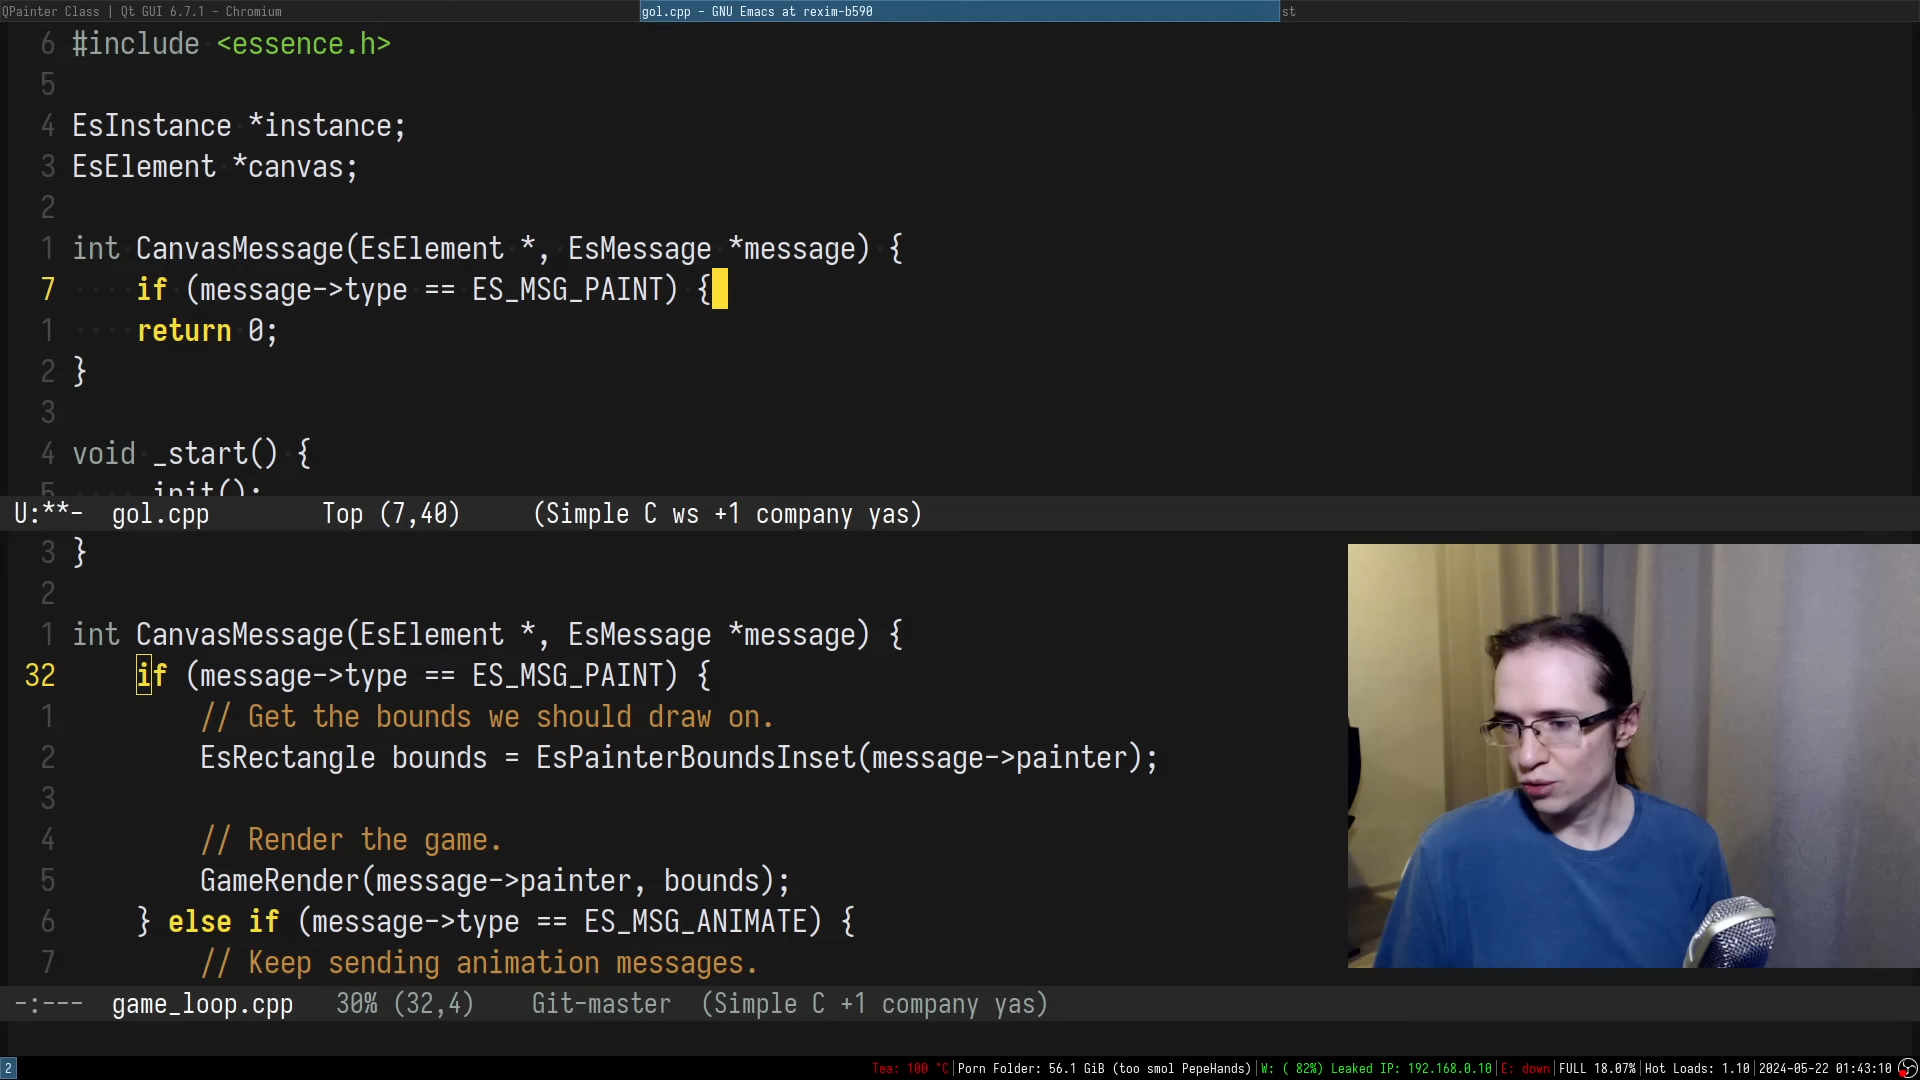 QPainter Class | Qt GUI 6.7.1 - Chromium
gol.cpp - GNU Emacs at rexim-b590
st
6 #include <essence.h>
5
4 EsInstance *instance;
3 EsElement *canvas;
2
1 int CanvasMessage(EsElement *, EsMessage *message) {
7 if (message->type == ES_MSG_PAINT) {
1 return 0;
2 }
3
4 void _start() {
5 _init();
U:**- gol.cpp Top (7,40) (Simple C ws +1 company yas)
3 }
2
1 int CanvasMessage(EsElement *, EsMessage *message) {
32 if (message->type == ES_MSG_PAINT) {
1 // Get the bounds we should draw on.
2 EsRectangle bounds = EsPainterBoundsInset(message->painter);
3
4 // Render the game.
5 GameRender(message->painter, bounds);
6 } else if (message->type == ES_MSG_ANIMATE) {
7 // Keep sending animation messages.
-:--- game_loop.cpp 30% (32,4) Git-master (Simple C +1 company yas)
2 Tea: 100 °C|Porn Folder: 56.1 GiB (too smol PepeHands)|W: ( 82%) Leaked IP: 192.168.0.10|E: down|FULL 18.07%|Hot Loads: 1.10|2024-05-22 01:43:10